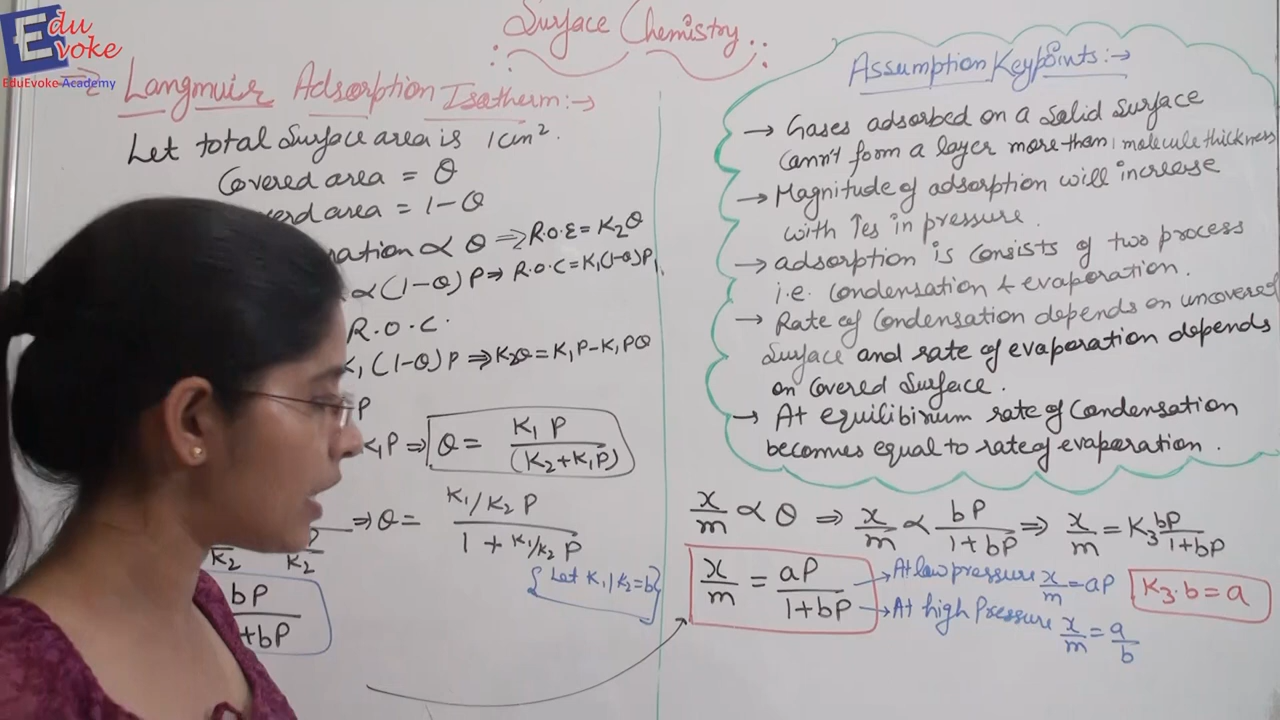 Edu
Evoke
EduEvoke Academy
Surface Chemistry
⇒ Langmuir Adsorption Isotherm:→
Let total Surface area is 1cm².
Covered area = θ
area = 1-θ
∝ θ ⇒ R.O.E = K₂θ
∝ (1-θ) P ⇒ R.O.C = K₁(1-θ)P
R.O.C.
K₁ (1-θ) P ⇒ K₂θ = K₁P - K₁Pθ
P
K₁P ⇒ θ = K₁ P / (K₂+K₁P)
⇒ θ = K₁/K₂ P / 1 + K₁/K₂ P
K₂ K₂
{Let K₁/K₂ = b}
bP / +bP
Assumption Keypoints:→
→ Gases adsorbed on a solid surface
cann't form a layer more than 1 molecule thickness
→ Magnitude of adsorption will increase
with ↑es in pressure.
→ adsorption is consists of two process
i.e. condensation & evaporation.
→ Rate of Condensation depends on uncovered
Surface and rate of evaporation depends
on Covered Surface.
→ At equilibirium rate of Condensation
becomes equal to rate of evaporation.
x/m ∝ θ ⇒ x/m ∝ bP/1+bP ⇒ x/m = K₃ bP/1+bP
x/m = aP/1+bP
→ At low pressure x/m = aP
K₃.b = a
→ At high Pressure x/m = a/b